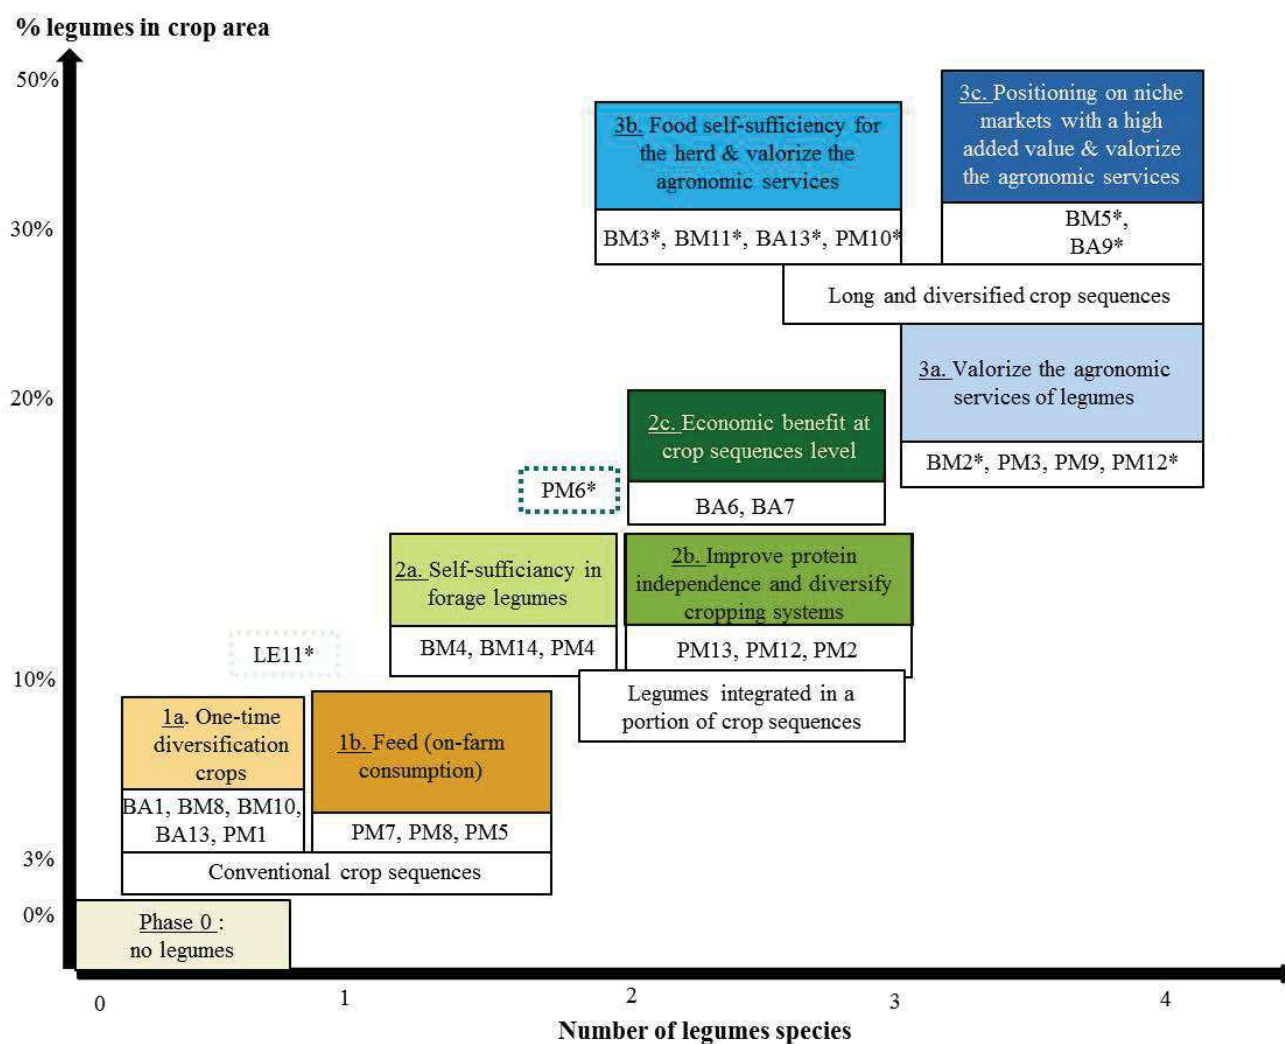 % legumes in crop area
50%
30%
20%
10%
3%
0%
3c. Positioning on niche
markets with a high
added value & valorize
the agronomic services
BM5*,
BA9*
3b. Food self-sufficiency for
the herd & valorize the
agronomic services
BM3*, BM11*, BA13*, PM10*
Long and diversified crop sequences
3a. Valorize the agronomic
services of legumes
BM2*, PM3, PM9, PM12*
2c. Economic benefit at
crop sequences level
BA6, BA7
PM6*
2a. Self-sufficiancy in
forage legumes
BM4, BM14, PM4
2b. Improve protein
independence and diversify
cropping systems
PM13, PM12, PM2
Legumes integrated in a
portion of crop sequences
LE11*
1a. One-time
diversification
crops
BA1, BM8, BM10,
BA13, PM1
1b. Feed (on-farm
consumption)
PM7, PM8, PM5
Conventional crop sequences
Phase 0 :
no legumes
0
1
2
3
4
Number of legumes species